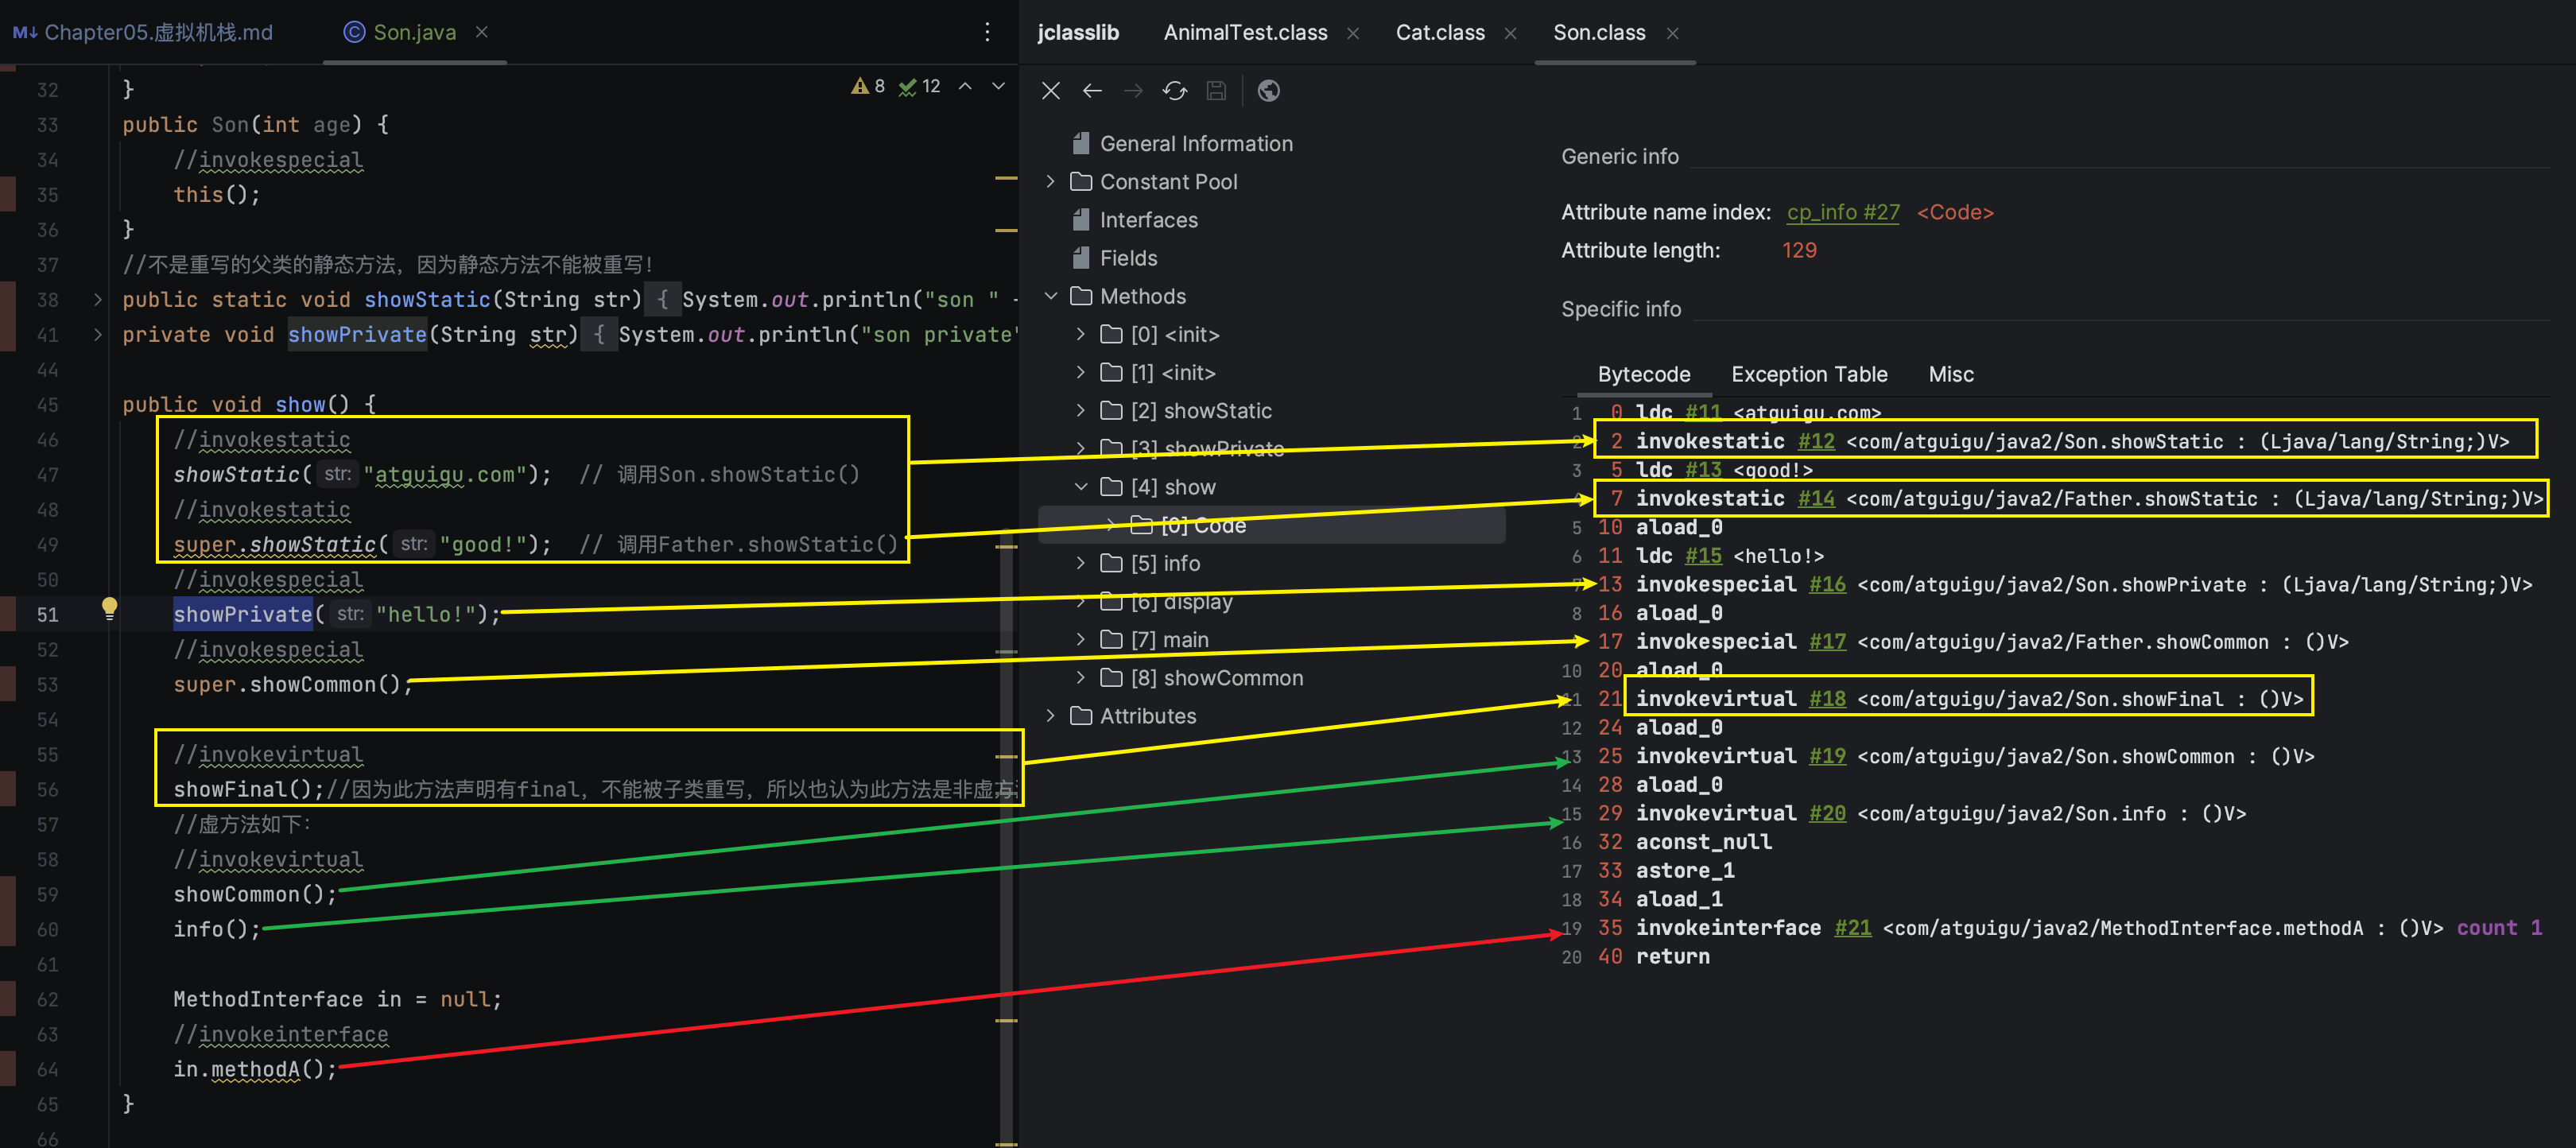 Chapter05.虚拟机栈.md
Son.java
8 12
32 }
33 public Son(int age) {
34 //invokespecial
35 this();
36 }
37 //不是重写的父类的静态方法，因为静态方法不能被重写！
38 public static void showStatic(String str) { System.out.println("son "
41 private void showPrivate(String str) { System.out.println("son private"
44
45 public void show() {
46 //invokestatic
47 showStatic( str: "atguigu.com"); // 调用Son.showStatic()
48 //invokestatic
49 super.showStatic( str: "good!"); // 调用Father.showStatic()
50 //invokespecial
51 showPrivate( str: "hello!");
52 //invokespecial
53 super.showCommon();
54
55 //invokevirtual
56 showFinal();//因为此方法声明有final，不能被子类重写，所以也认为此方法是非虚方
57 //虚方法如下：
58 //invokevirtual
59 showCommon();
60 info();
61
62 MethodInterface in = null;
63 //invokeinterface
64 in.methodA();
65 }
66
jclasslib
AnimalTest.class
Cat.class
Son.class
General Information
Constant Pool
Interfaces
Fields
Methods
[0] <init>
[1] <init>
[2] showStatic
[3] showPrivate
[4] show
[0] Code
[5] info
[6] display
[7] main
[8] showCommon
Attributes
Generic info
Attribute name index: cp_info #27 <Code>
Attribute length: 129
Specific info
Bytecode Exception Table Misc
1 0 ldc #11 <atguigu.com>
2 2 invokestatic #12 <com/atguigu/java2/Son.showStatic : (Ljava/lang/String;)V>
3 5 ldc #13 <good!>
7 invokestatic #14 <com/atguigu/java2/Father.showStatic : (Ljava/lang/String;)V>
5 10 aload_0
6 11 ldc #15 <hello!>
7 13 invokespecial #16 <com/atguigu/java2/Son.showPrivate : (Ljava/lang/String;)V>
8 16 aload_0
17 invokespecial #17 <com/atguigu/java2/Father.showCommon : ()V>
10 20 aload_0
11 21 invokevirtual #18 <com/atguigu/java2/Son.showFinal : ()V>
12 24 aload_0
13 25 invokevirtual #19 <com/atguigu/java2/Son.showCommon : ()V>
14 28 aload_0
15 29 invokevirtual #20 <com/atguigu/java2/Son.info : ()V>
16 32 aconst_null
17 33 astore_1
18 34 aload_1
19 35 invokeinterface #21 <com/atguigu/java2/MethodInterface.methodA : ()V> count 1
20 40 return